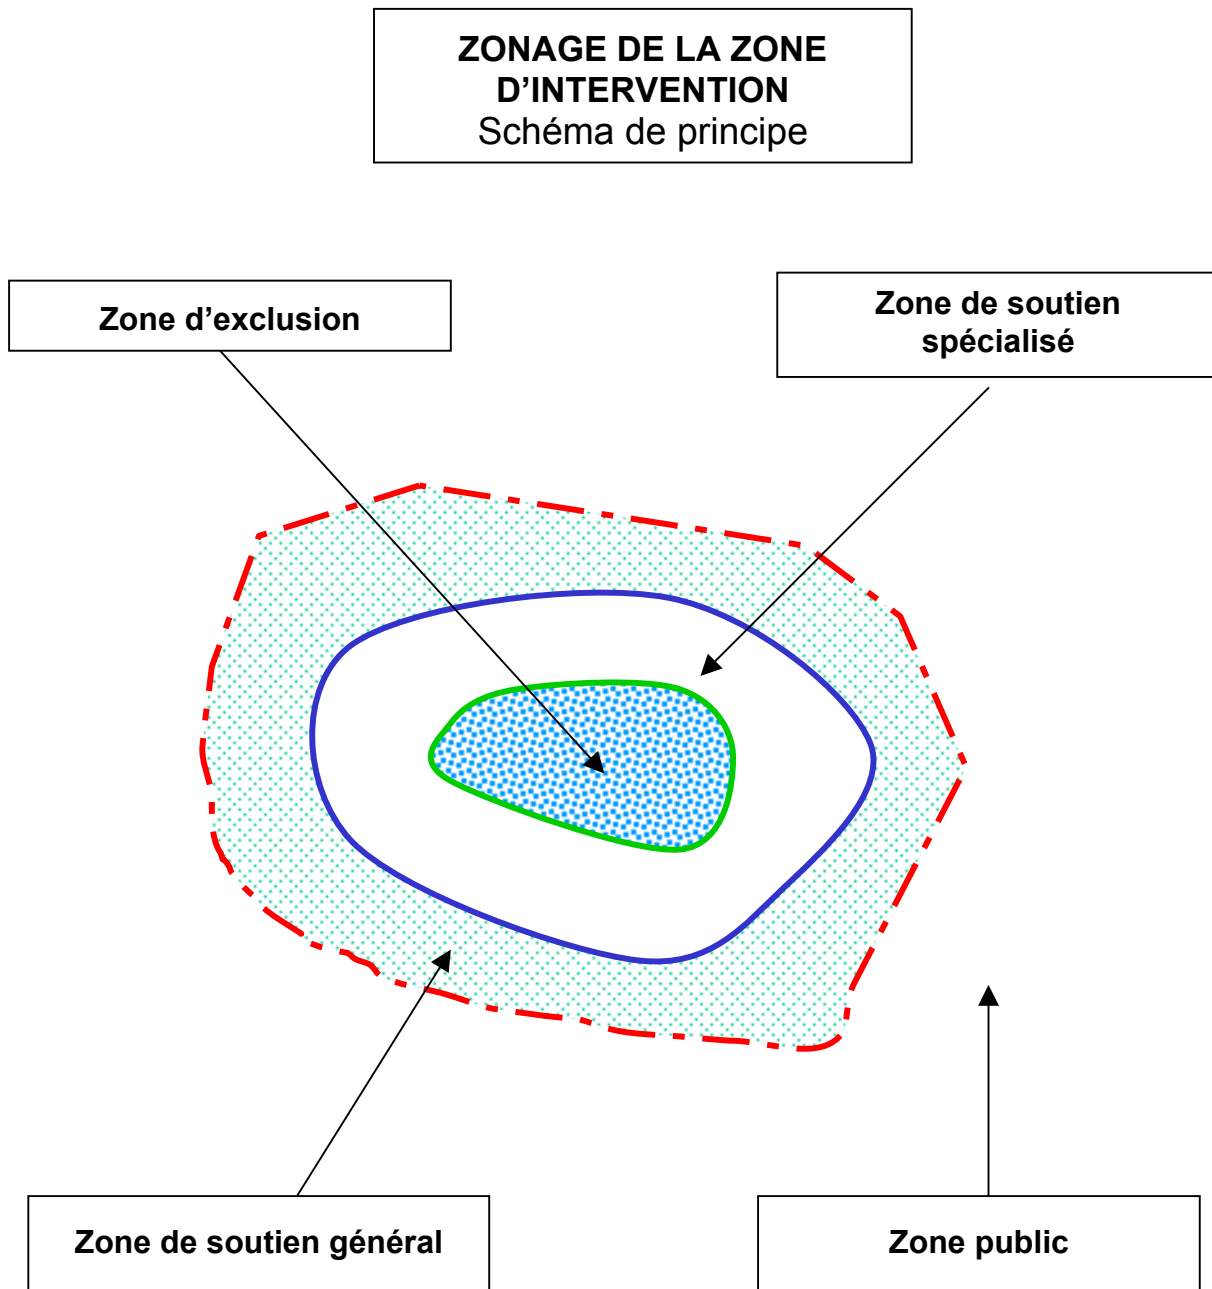 ZONAGE DE LA ZONE
D’INTERVENTION
Schéma de principe
Zone d’exclusion
Zone de soutien
spécialisé
Zone de soutien général
Zone public